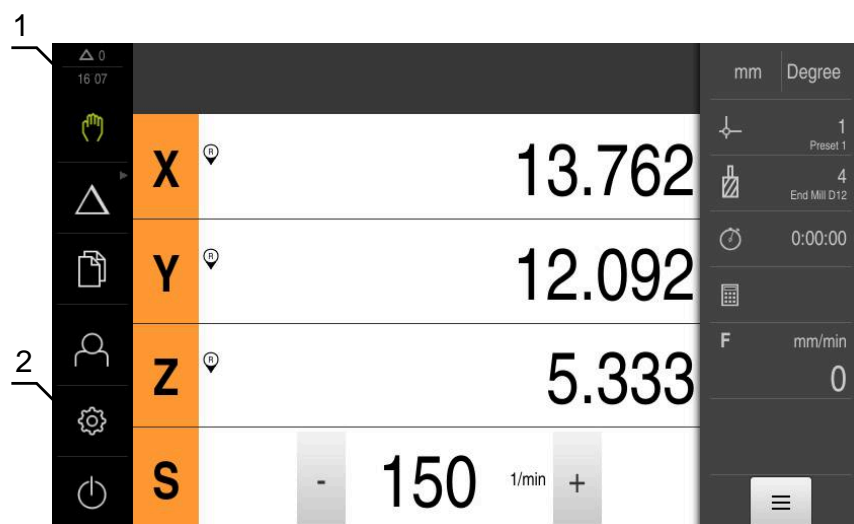 1
0
16 07
mm Degree
1
Preset 1
X R 13.762
4
End Mill D12
0:00:00
Y R 12.092
F mm/min
0
2
Z R 5.333
S - 150 1/min +